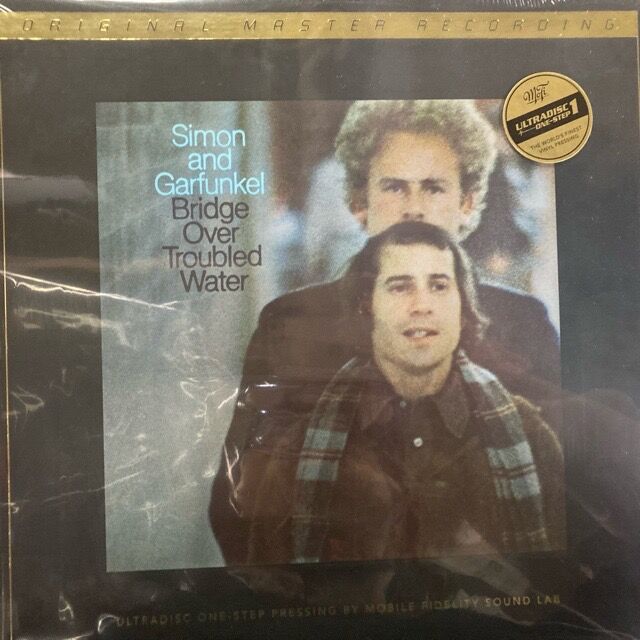 ORIGINAL MASTER RECORDING
ULTRADISC
ONE-STEP 1
THE WORLD'S FINEST
VINYL PRESSING
Simon
and
Garfunkel
Bridge
Over
Troubled
Water
ULTRADISC ONE-STEP PRESSING BY MOBILE FIDELITY SOUND LAB